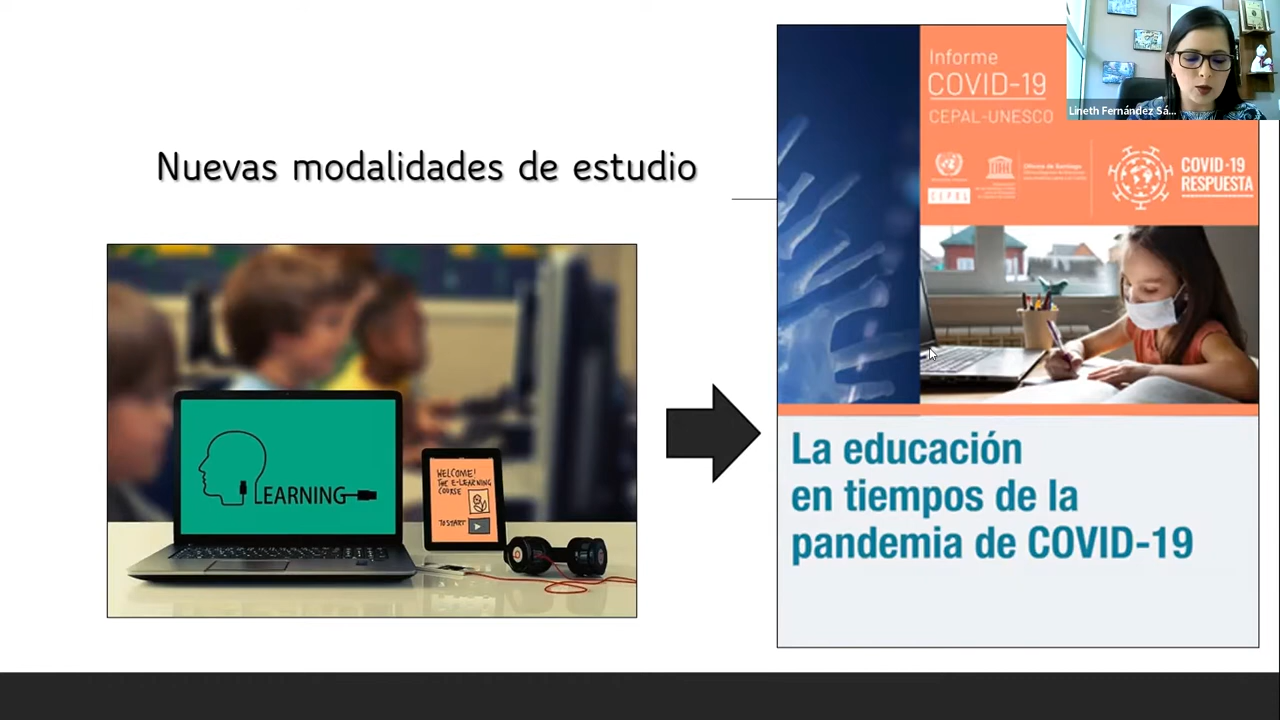 Nuevas modalidades de estudio
LEARNING
WELCOME!
THE E-LEARNING
COURSE
TO START
Informe
COVID-19
CEPAL-UNESCO
CEPAL
COVID-19
RESPUESTA
La educación
en tiempos de la
pandemia de COVID-19
Lineth Fernández Sá...